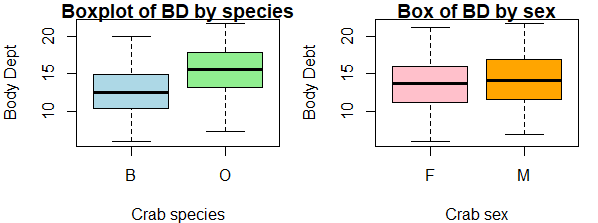 Boxplot of BD by species
Body Dept
20
15
10
B O
Crab species
Box of BD by sex
Body Debt
20
15
10
F M
Crab sex